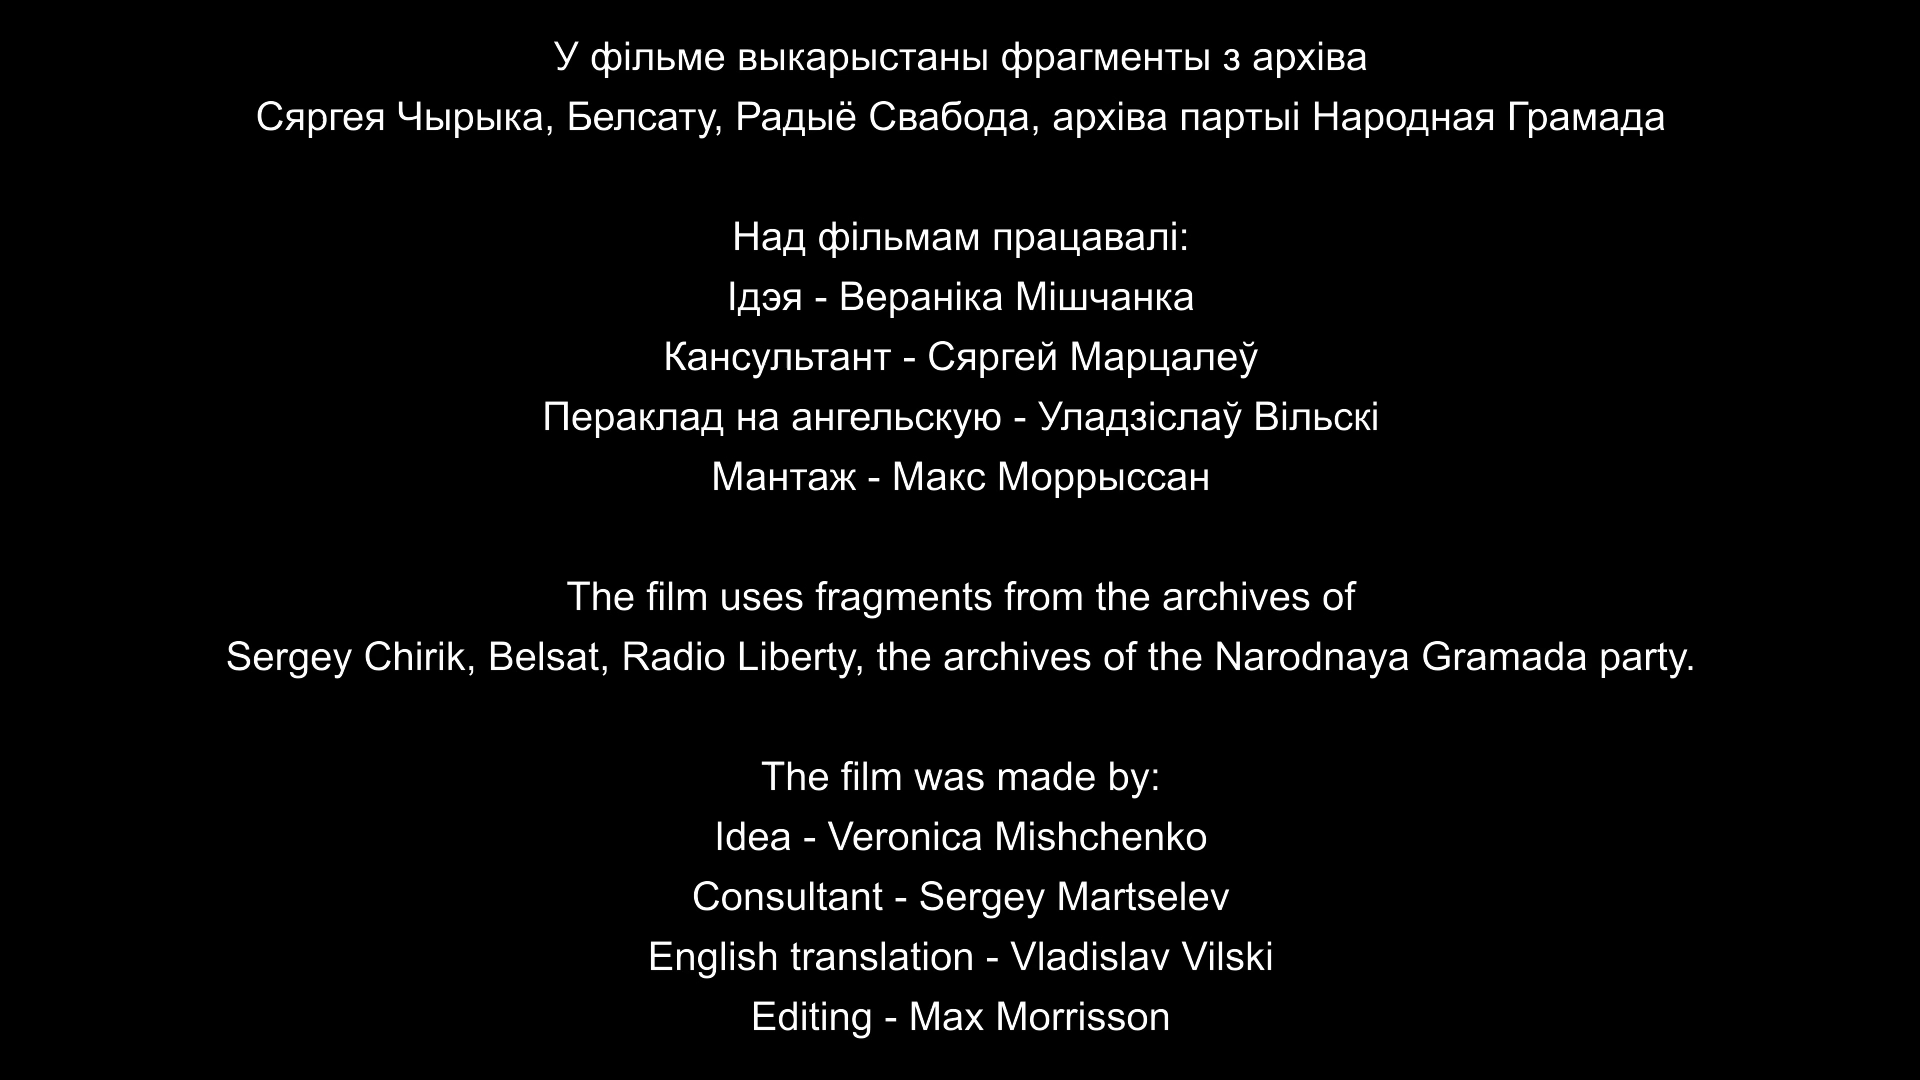 У фільме выкарыстаны фрагменты з архіва
Сяргея Чырыка, Белсату, Радыё Свабода, архіва партыі Народная Грамада
Над фільмам працавалі:
Ідэя - Вераніка Мішчанка
Кансультант - Сяргей Марцалеў
Пераклад на ангельскую - Уладзіслаў Вільскі
Мантаж - Макс Моррыссан
The film uses fragments from the archives of
Sergey Chirik, Belsat, Radio Liberty, the archives of the Narodnaya Gramada party.
The film was made by:
Idea - Veronica Mishchenko
Consultant - Sergey Martselev
English translation - Vladislav Vilski
Editing - Max Morrisson